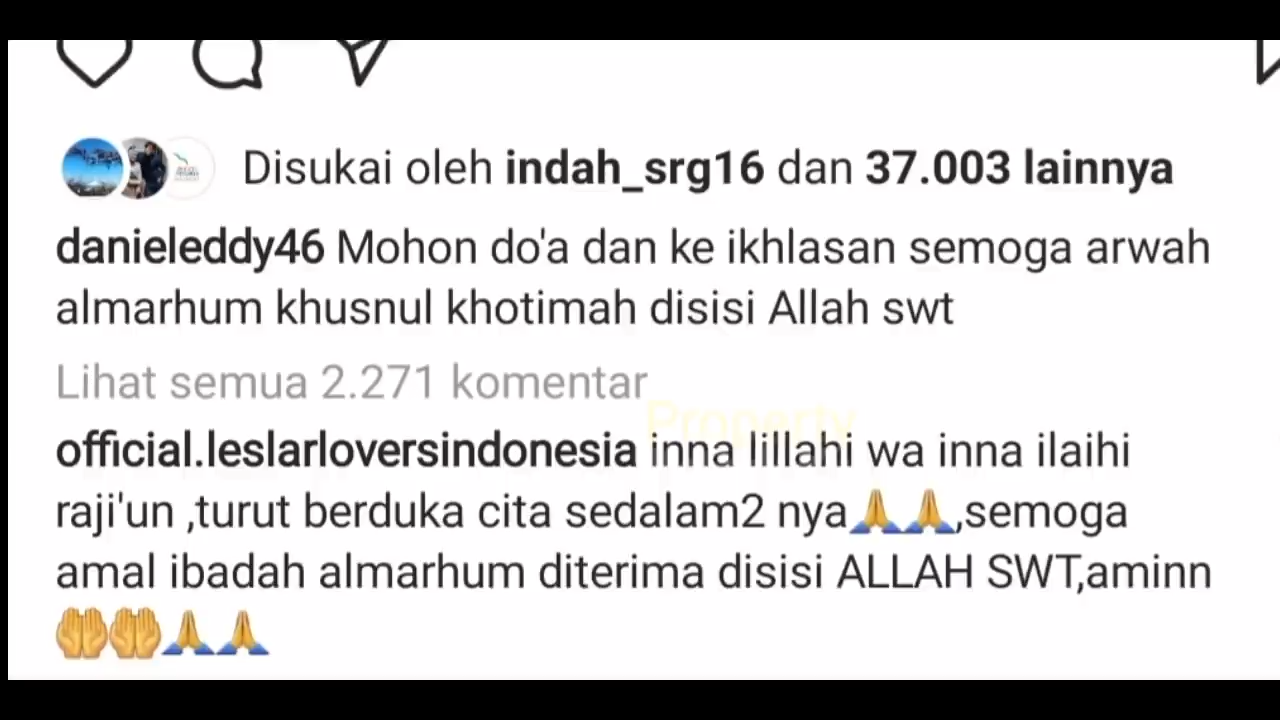 Disukai oleh indah_srg16 dan 37.003 lainnya
danieleddy46 Mohon do'a dan ke ikhlasan semoga arwah
almarhum khusnul khotimah disisi Allah swt
Lihat semua 2.271 komentar
Property
official.leslarloversindonesia inna lillahi wa inna ilaihi
raji'un ,turut berduka cita sedalam2 nya🙏🙏,semoga
amal ibadah almarhum diterima disisi ALLAH SWT,aminn
🤲🤲🙏🙏